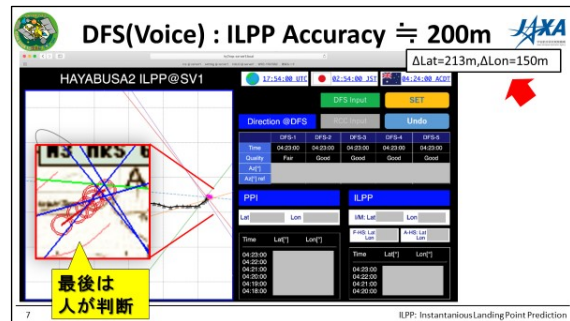 DFS(Voice) : ILPP Accuracy ≒ 200m
JAXA
ΔLat=213m,ΔLon=150m
HAYABUSA2 ILPP@SV1
17:54:00 UTC
02:54:00 JST
04:24:00 ACDT
DFS Input
SET
Direction @DFS
RCC Input
Undo
DFS-1 DFS-2 DFS-3 DFS-4 DFS-5
Time 04:23:00 04:23:00 04:23:00 04:23:00 04:23:00
Quality Fair Good Good Good Good
Az[°]
Az[°] ref
PPI
ILPP
Lat Lon
I/M: Lat Lon
F-HS: Lat
Lon
A-HS: Lat
Lon
Time Lat[°] Lon[°]
04:23:00
04:22:00
04:21:00
04:20:00
04:19:00
04:18:00
Time Lat[°] Lon[°]
04:23:00
04:22:00
04:21:00
04:20:00
最後は
人が判断
7
ILPP: Instantanious Landing Point Prediction